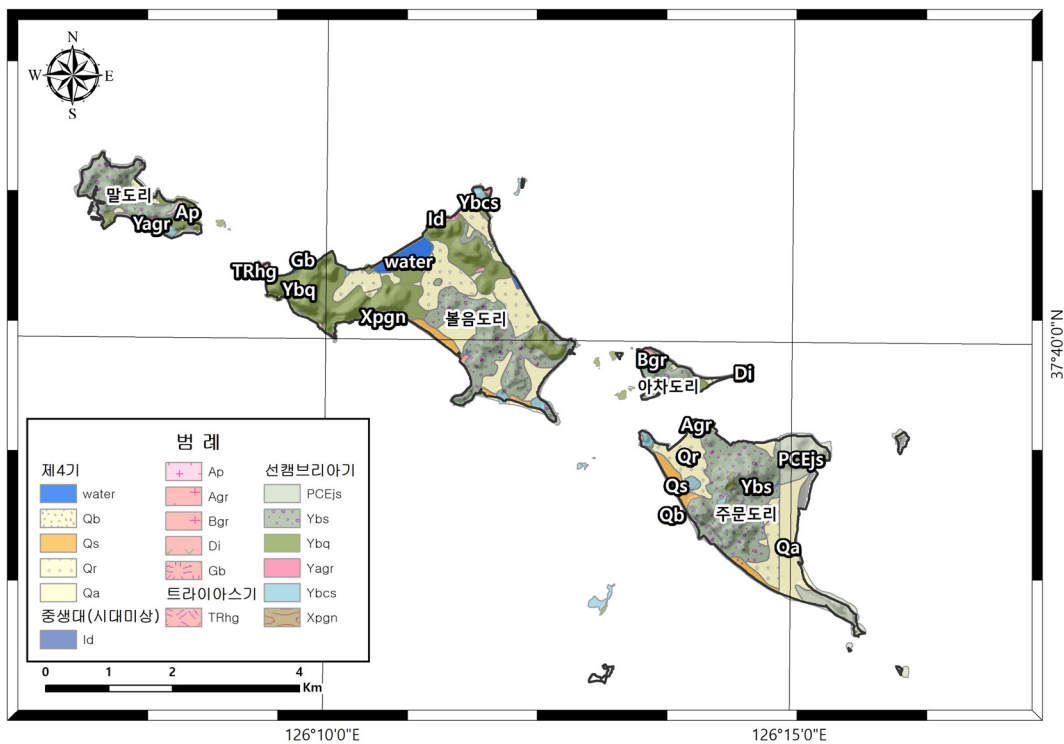 N
W E
S
말도리
Ap
Yagr
Ybcs
Id
Gb
water
TRhg
Ybq
Xpgn
볼음도리
Bgr
Di
아차도리
37°40'0"N
Agr
Qr
PCEjs
Qs
Ybs
Qb
주문도리
Qa
범 례
제4기
water
Qb
Qs
Qr
Qa
중생대(시대미상)
Id
Ap
Agr
Bgr
Di
Gb
트라이아스기
TRhg
선캠브리아기
PCEjs
Ybs
Ybq
Yagr
Ybcs
Xpgn
0 1 2 4
Km
126°10'0"E 126°15'0"E